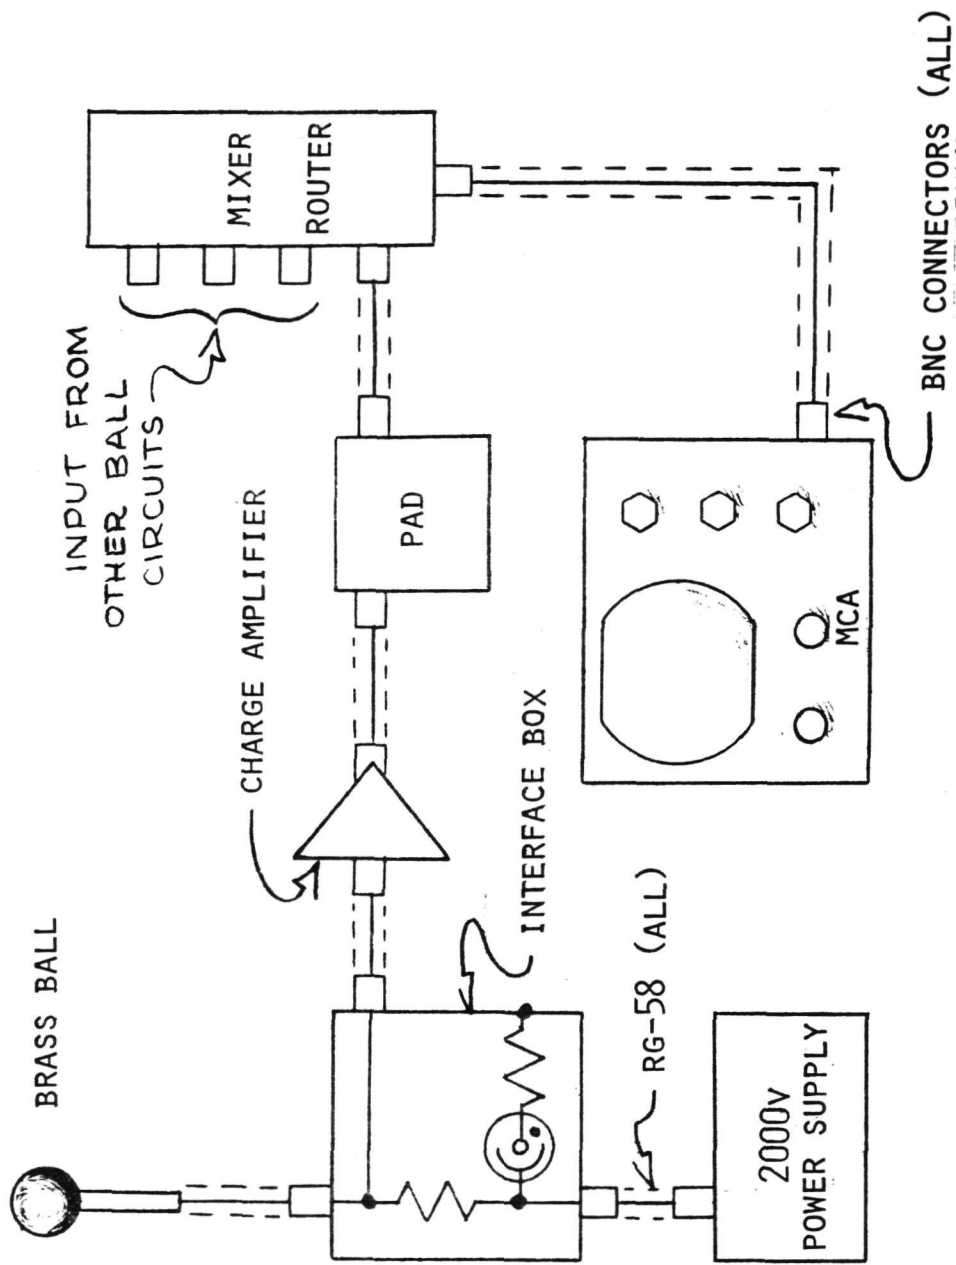 BRASS BALL
INPUT FROM
OTHER BALL
CIRCUITS
CHARGE AMPLIFIER
MIXER
ROUTER
PAD
INTERFACE BOX
RG-58 (ALL)
2000v
POWER SUPPLY
MCA
BNC CONNECTORS (ALL)